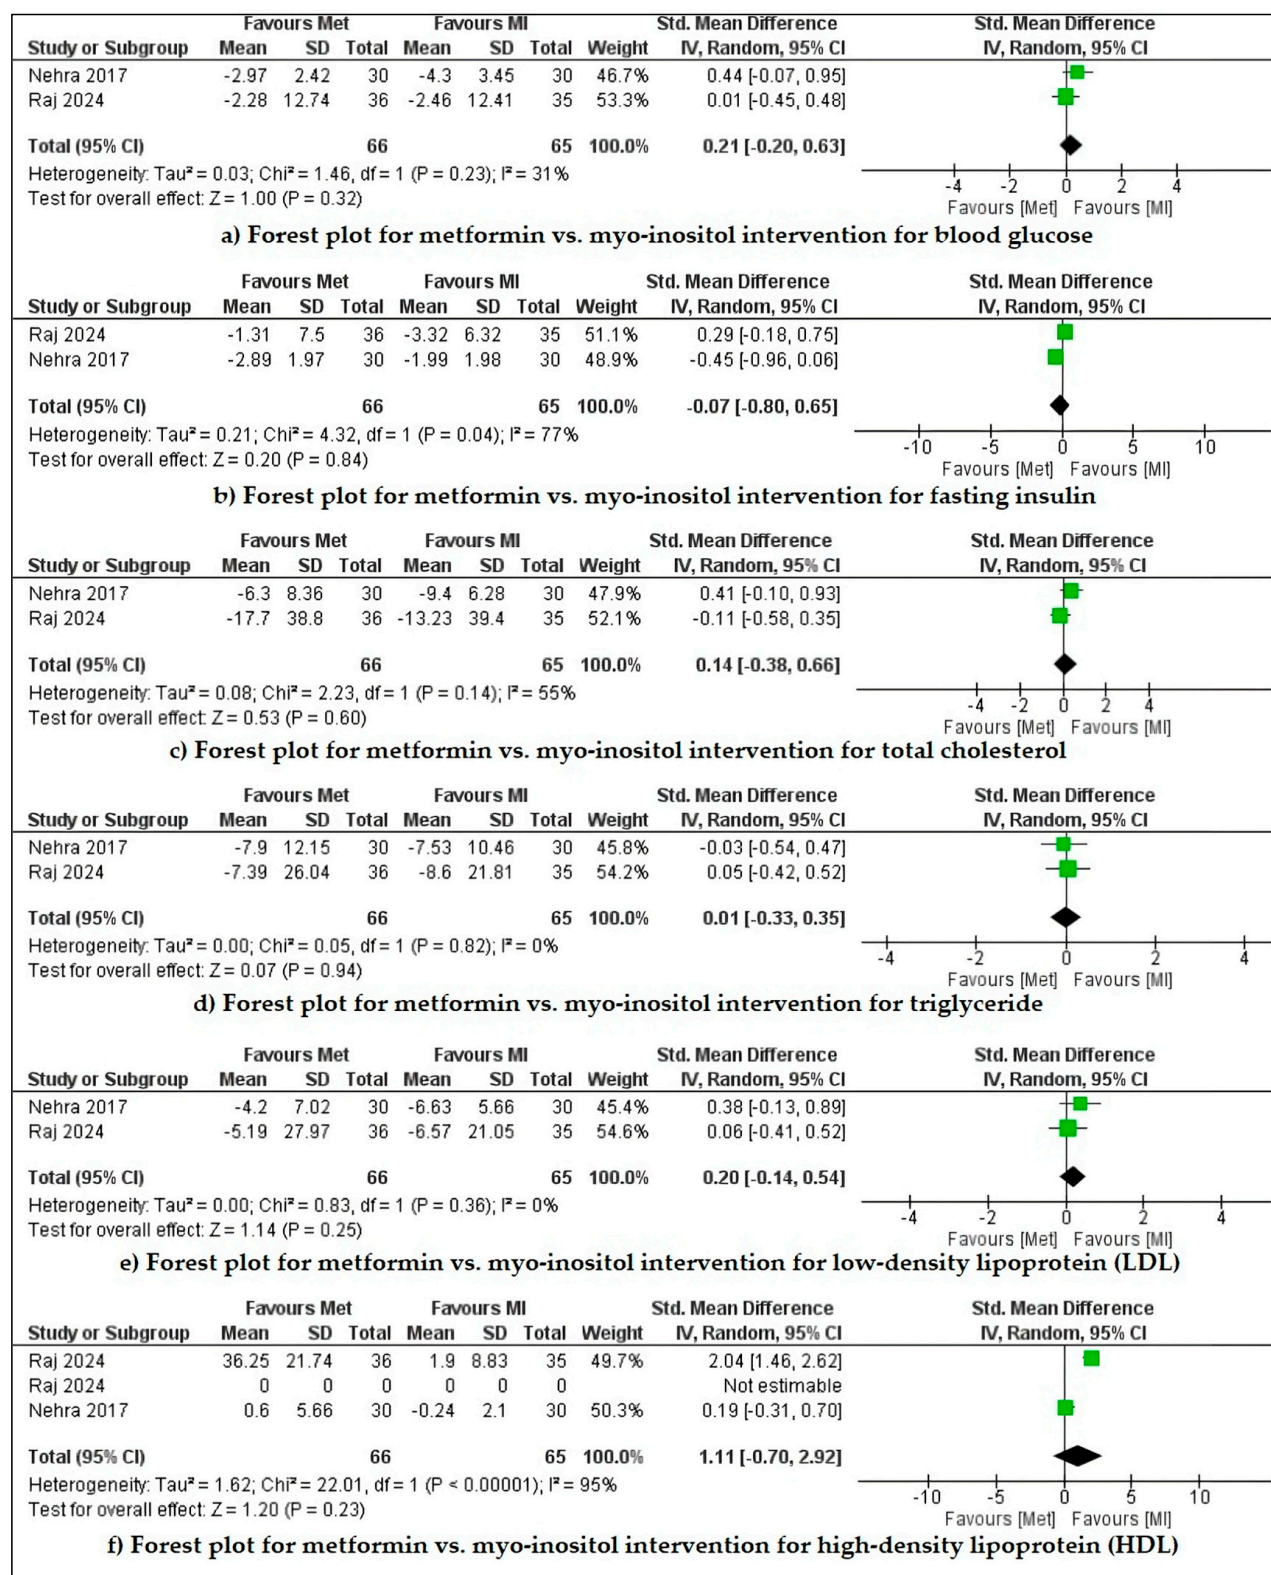 Favours Met Favours MI Std. Mean Difference Std. Mean Difference
Study or Subgroup Mean SD Total Mean SD Total Weight IV, Random, 95% CI IV, Random, 95% CI
Nehra 2017 -2.97 2.42 30 -4.3 3.45 30 46.7% 0.44 [-0.07, 0.95]
Raj 2024 -2.28 12.74 36 -2.46 12.41 35 53.3% 0.01 [-0.45, 0.48]
Total (95% CI) 66 65 100.0% 0.21 [-0.20, 0.63]
Heterogeneity: Tau² = 0.03; Chi² = 1.46, df = 1 (P = 0.23); I² = 31%
Test for overall effect: Z = 1.00 (P = 0.32)
-4 -2 0 2 4
Favours [Met] Favours [MI]
a) Forest plot for metformin vs. myo-inositol intervention for blood glucose
Favours Met Favours MI Std. Mean Difference Std. Mean Difference
Study or Subgroup Mean SD Total Mean SD Total Weight IV, Random, 95% CI IV, Random, 95% CI
Raj 2024 -1.31 7.5 36 -3.32 6.32 35 51.1% 0.29 [-0.18, 0.75]
Nehra 2017 -2.89 1.97 30 -1.99 1.98 30 48.9% -0.45 [-0.96, 0.06]
Total (95% CI) 66 65 100.0% -0.07 [-0.80, 0.65]
Heterogeneity: Tau² = 0.21; Chi² = 4.32, df = 1 (P = 0.04); I² = 77%
Test for overall effect: Z = 0.20 (P = 0.84)
-10 -5 0 5 10
Favours [Met] Favours [MI]
b) Forest plot for metformin vs. myo-inositol intervention for fasting insulin
Favours Met Favours MI Std. Mean Difference Std. Mean Difference
Study or Subgroup Mean SD Total Mean SD Total Weight IV, Random, 95% CI IV, Random, 95% CI
Nehra 2017 -6.3 8.36 30 -9.4 6.28 30 47.9% 0.41 [-0.10, 0.93]
Raj 2024 -17.7 38.8 36 -13.23 39.4 35 52.1% -0.11 [-0.58, 0.35]
Total (95% CI) 66 65 100.0% 0.14 [-0.38, 0.66]
Heterogeneity: Tau² = 0.08; Chi² = 2.23, df = 1 (P = 0.14); I² = 55%
Test for overall effect: Z = 0.53 (P = 0.60)
-4 -2 0 2 4
Favours [Met] Favours [MI]
c) Forest plot for metformin vs. myo-inositol intervention for total cholesterol
Favours Met Favours MI Std. Mean Difference Std. Mean Difference
Study or Subgroup Mean SD Total Mean SD Total Weight IV, Random, 95% CI IV, Random, 95% CI
Nehra 2017 -7.9 12.15 30 -7.53 10.46 30 45.8% -0.03 [-0.54, 0.47]
Raj 2024 -7.39 26.04 36 -8.6 21.81 35 54.2% 0.05 [-0.42, 0.52]
Total (95% CI) 66 65 100.0% 0.01 [-0.33, 0.35]
Heterogeneity: Tau² = 0.00; Chi² = 0.05, df = 1 (P = 0.82); I² = 0%
Test for overall effect: Z = 0.07 (P = 0.94)
-4 -2 0 2 4
Favours [Met] Favours [MI]
d) Forest plot for metformin vs. myo-inositol intervention for triglyceride
Favours Met Favours MI Std. Mean Difference Std. Mean Difference
Study or Subgroup Mean SD Total Mean SD Total Weight IV, Random, 95% CI IV, Random, 95% CI
Nehra 2017 -4.2 7.02 30 -6.63 5.66 30 45.4% 0.38 [-0.13, 0.89]
Raj 2024 -5.19 27.97 36 -6.57 21.05 35 54.6% 0.06 [-0.41, 0.52]
Total (95% CI) 66 65 100.0% 0.20 [-0.14, 0.54]
Heterogeneity: Tau² = 0.00; Chi² = 0.83, df = 1 (P = 0.36); I² = 0%
Test for overall effect: Z = 1.14 (P = 0.25)
-4 -2 0 2 4
Favours [Met] Favours [MI]
e) Forest plot for metformin vs. myo-inositol intervention for low-density lipoprotein (LDL)
Favours Met Favours MI Std. Mean Difference Std. Mean Difference
Study or Subgroup Mean SD Total Mean SD Total Weight IV, Random, 95% CI IV, Random, 95% CI
Raj 2024 36.25 21.74 36 1.9 8.83 35 49.7% 2.04 [1.46, 2.62]
Raj 2024 0 0 0 0 0 0 Not estimable
Nehra 2017 0.6 5.66 30 -0.24 2.1 30 50.3% 0.19 [-0.31, 0.70]
Total (95% CI) 66 65 100.0% 1.11 [-0.70, 2.92]
Heterogeneity: Tau² = 1.62; Chi² = 22.01, df = 1 (P < 0.00001); I² = 95%
Test for overall effect: Z = 1.20 (P = 0.23)
-10 -5 0 5 10
Favours [Met] Favours [MI]
f) Forest plot for metformin vs. myo-inositol intervention for high-density lipoprotein (HDL)